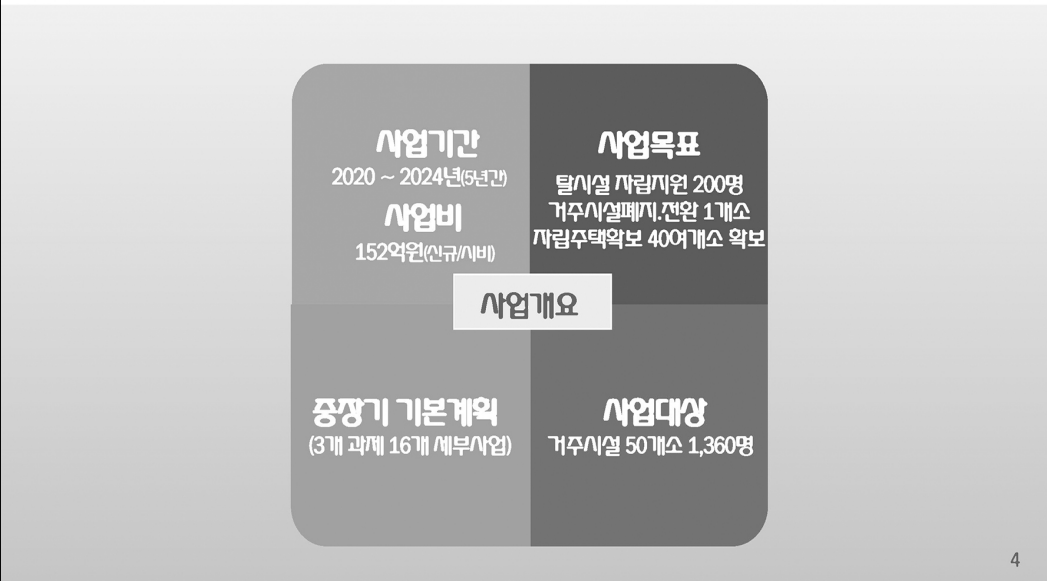 사업기간
2020 ~ 2024년(5년간)
사업비
152억원(신규/시비)
사업목표
탈시설 자립지원 200명
거주시설폐지.전환 1개소
자립주택확보 40여개소 확보
사업개요
중장기 기본계획
(3개 과제 16개 세부사업)
사업대상
거주시설 50개소 1,360명
4